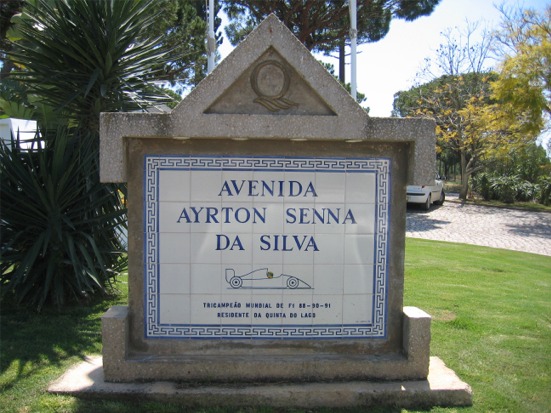 AVENIDA
AYRTON SENNA
DA SILVA
TRICAMPEÃO MUNDIAL DE F1 88-90-91
RESIDENTE DA QUINTA DO LAGO